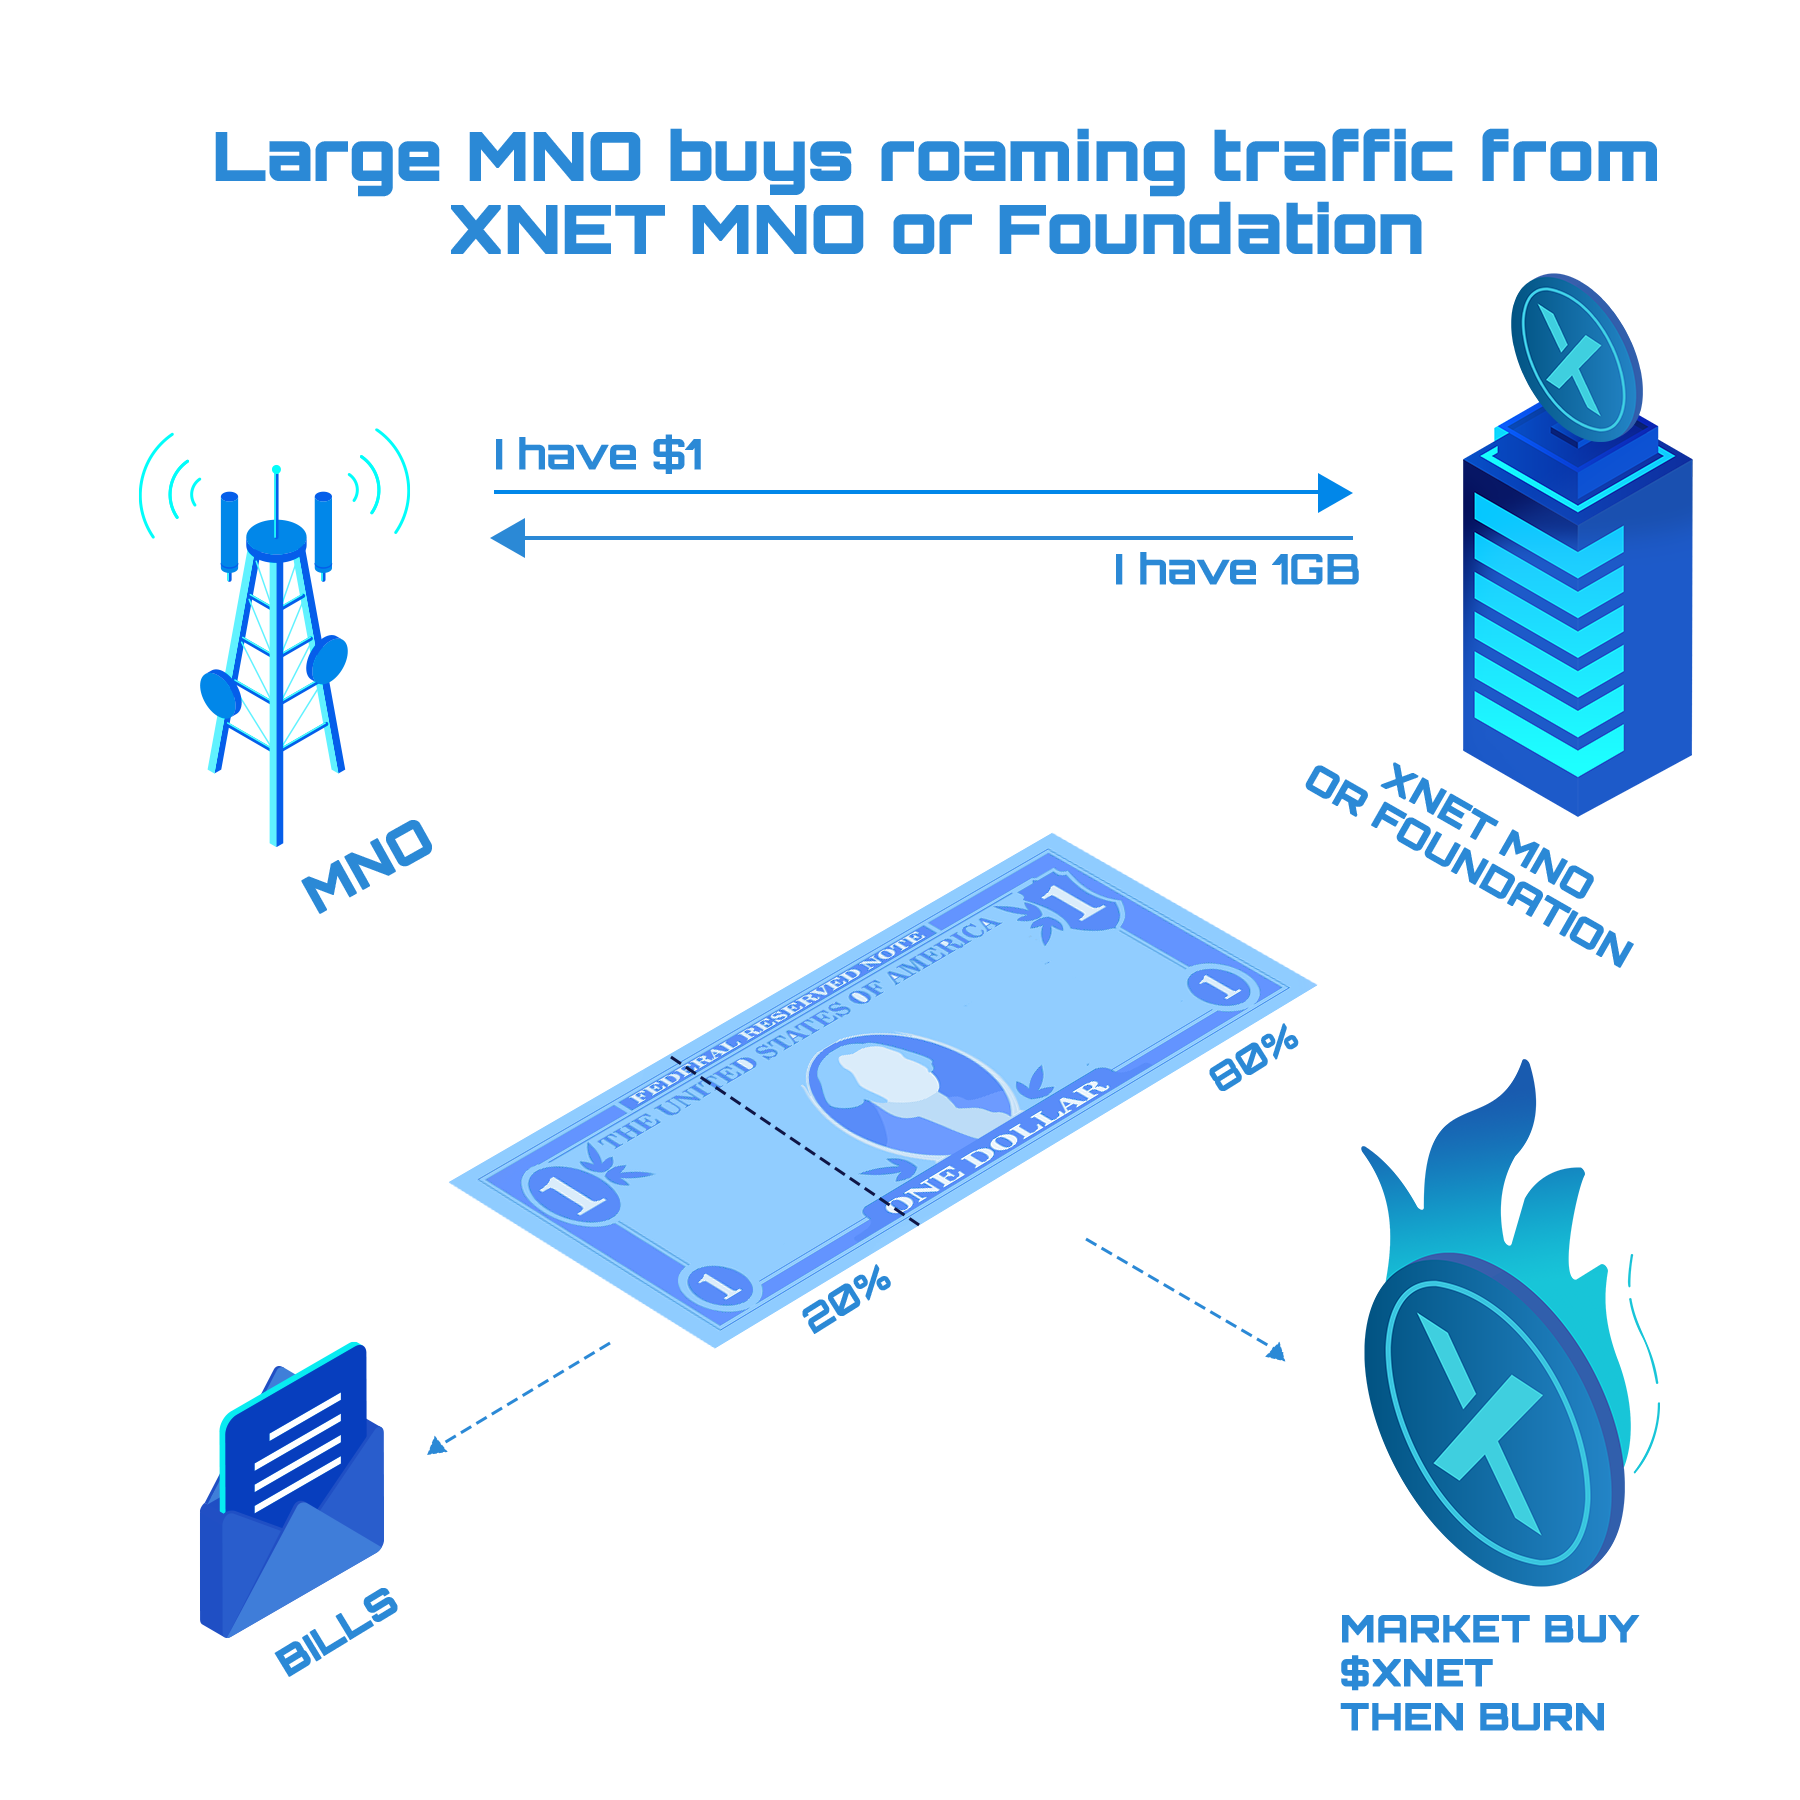 Large MNO buys roaming traffic from
XNET MNO or Foundation
I have $1
I have 1GB
MNO
XNET MNO
OR FOUNDATION
FEDERAL RESERVED NOTE
THE UNITED STATES OF AMERICA
1
1
1
1
ONE DOLLAR
80%
20%
BILLS
MARKET BUY
$XNET
THEN BURN